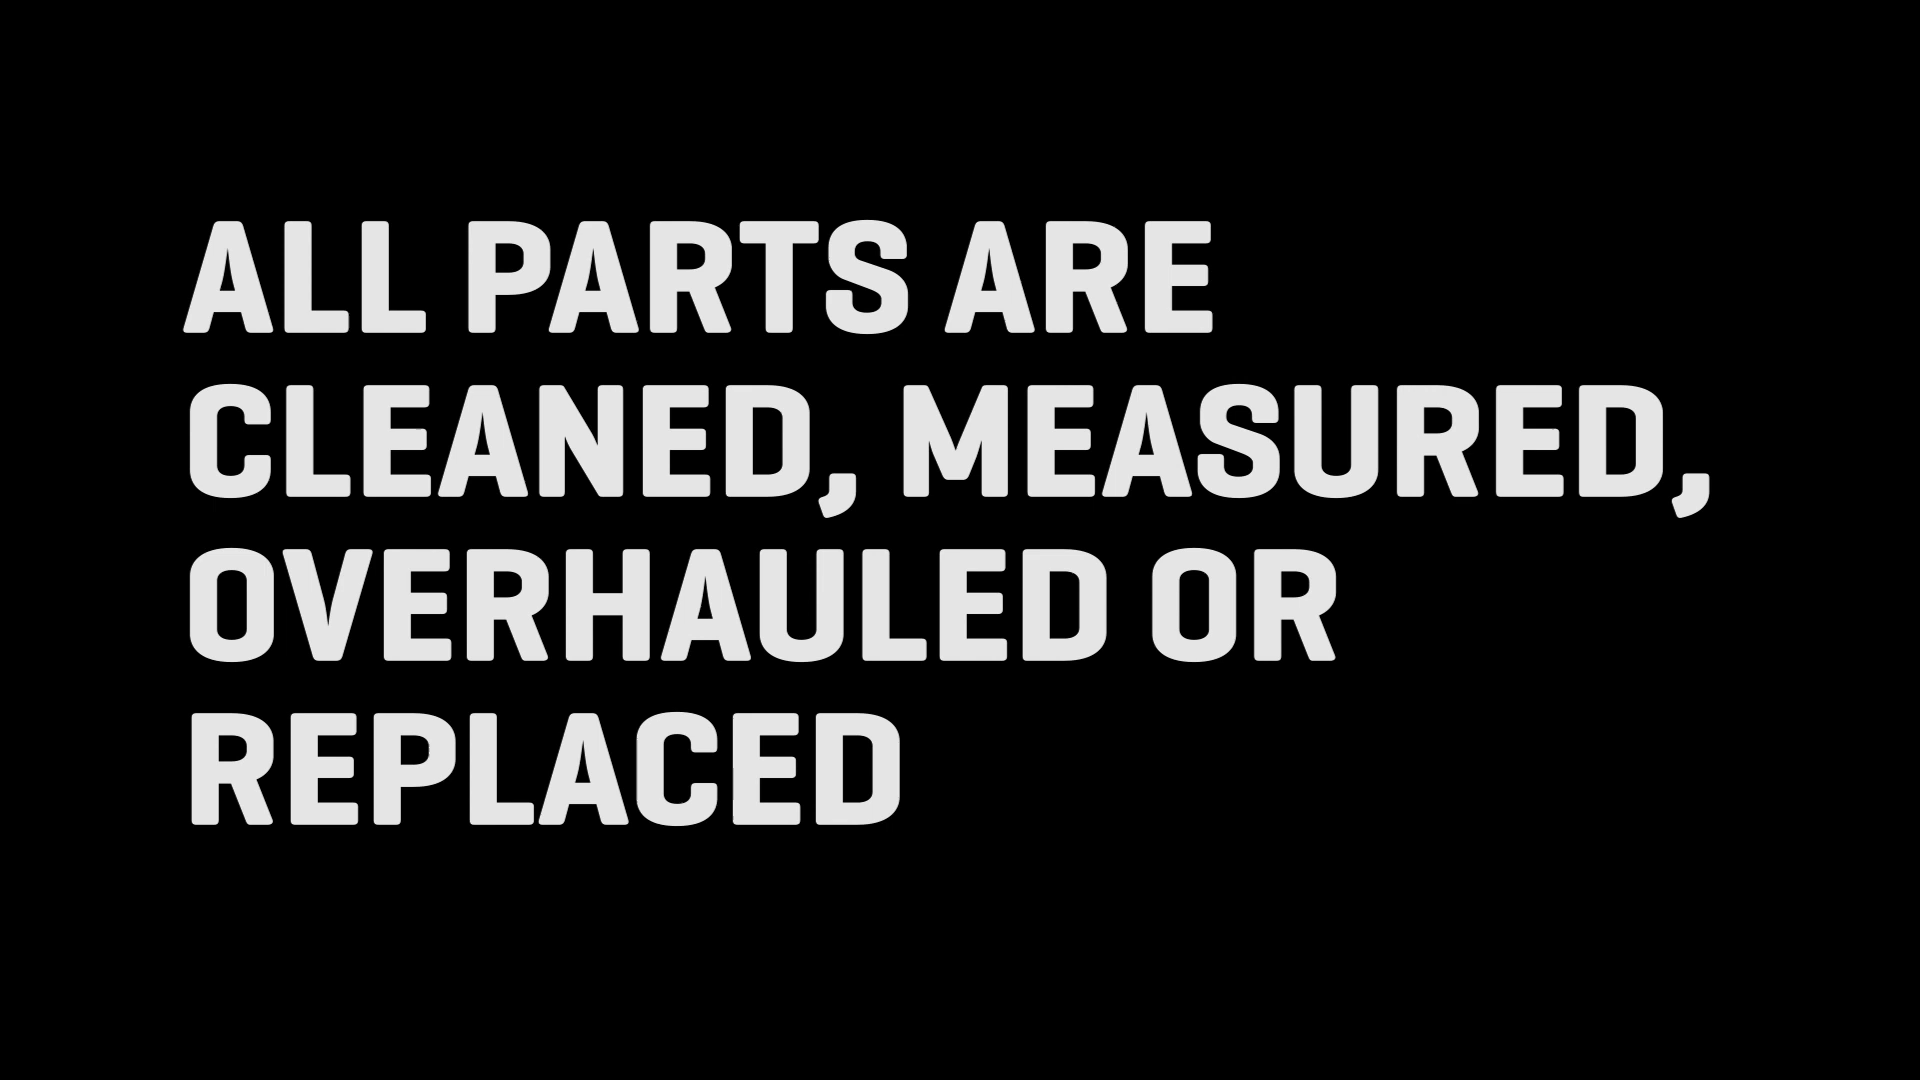 ALL PARTS ARE
CLEANED, MEASURED,
OVERHAULED OR
REPLACED